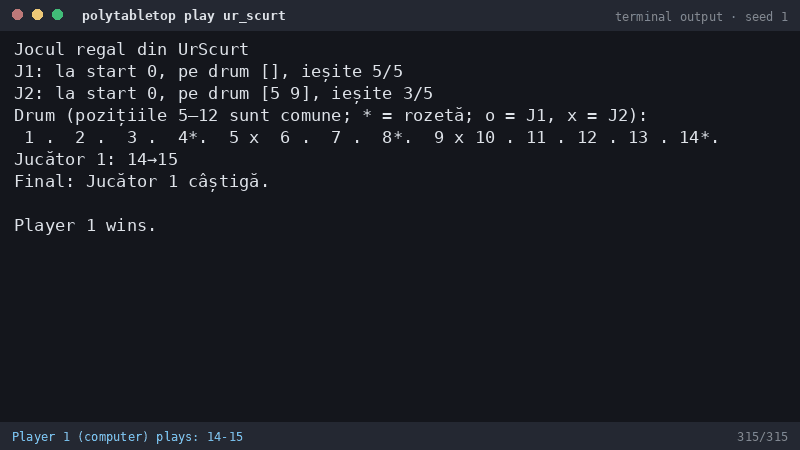 polytabletop play ur_scurt
terminal output · seed 1
Jocul regal din UrScurt
J1: la start 0, pe drum [], ieșite 5/5
J2: la start 0, pe drum [5 9], ieșite 3/5
Drum (pozițiile 5–12 sunt comune; * = rozetă; o = J1, x = J2):
1 .  2 .  3 .  4*.  5 x  6 .  7 .  8*.  9 x 10 . 11 . 12 . 13 . 14*.
Jucător 1: 14→15
Final: Jucător 1 câștigă.
Player 1 wins.
Player 1 (computer) plays: 14-15
315/315